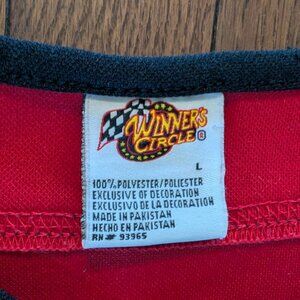 WINNER'S
CIRCLE ®
L
100% POLYESTER/POLIESTER
EXCLUSIVE OF DECORATION
EXCLUSIVO DE LA DECORATION
MADE IN PAKISTAN
HECHO EN PAKISTAN
RN# 93965